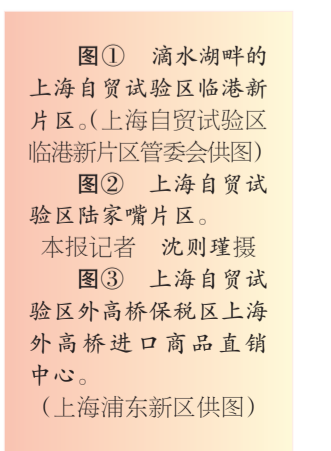 图①　滴水湖畔的
上海自贸试验区临港新
片区。（上海自贸试验区
临港新片区管委会供图）
图②　上海自贸试
验区陆家嘴片区。
本报记者　沈则瑾摄
图③　上海自贸试
验区外高桥保税区上海
外高桥进口商品直销
中心。
（上海浦东新区供图）